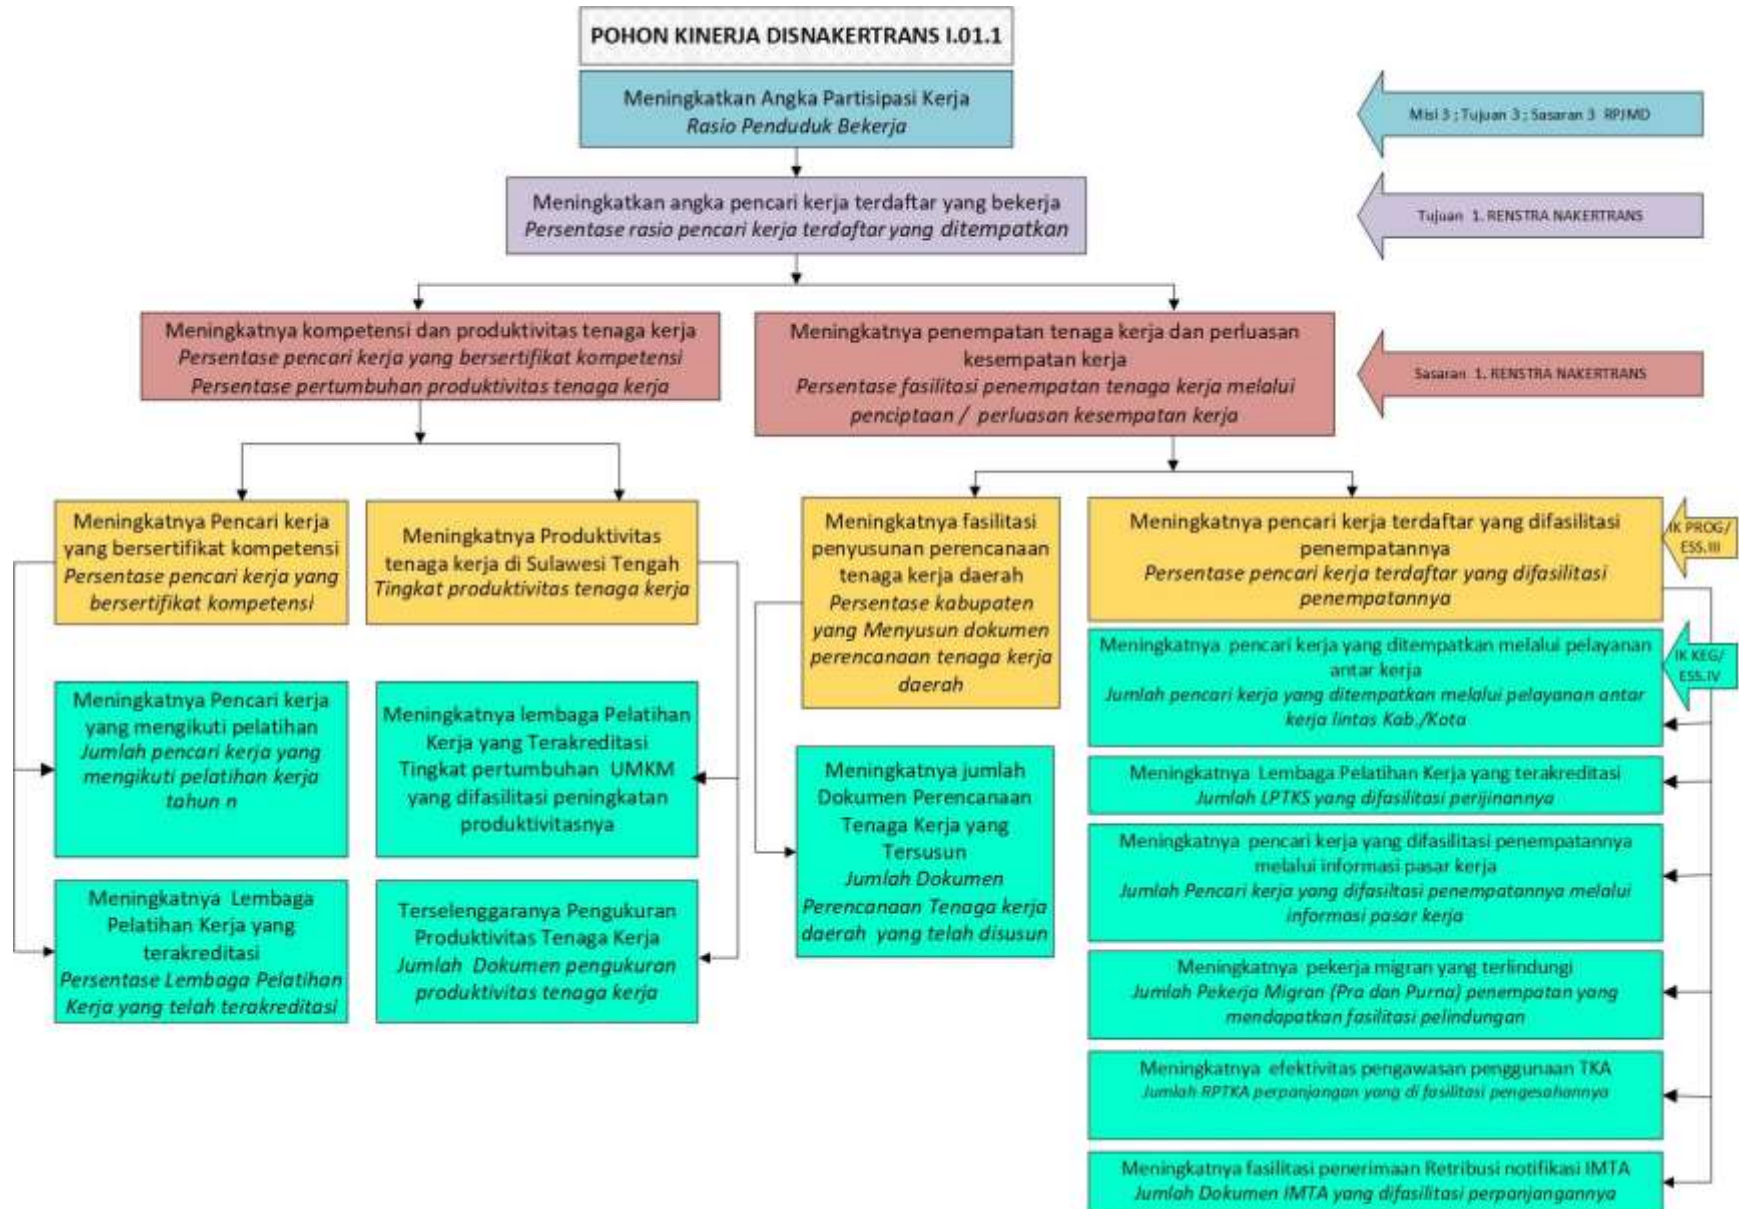 POHON KINERJA DISNAKERTRANS I.01.1
Meningkatkan Angka Partisipasi Kerja
Rasio Penduduk Bekerja
Misi 3 ; Tujuan 3 ; Sasaran 3 RPJMD
Meningkatkan angka pencari kerja terdaftar yang bekerja
Persentase rasio pencari kerja terdaftar yang ditempatkan
Tujuan 1. RENSTRA NAKERTRANS
Meningkatnya kompetensi dan produktivitas tenaga kerja
Persentase pencari kerja yang bersertifikat kompetensi
Persentase pertumbuhan produktivitas tenaga kerja
Meningkatnya penempatan tenaga kerja dan perluasan
kesempatan kerja
Persentase fasilitasi penempatan tenaga kerja melalui
penciptaan / perluasan kesempatan kerja
Sasaran 1. RENSTRA NAKERTRANS
Meningkatnya Pencari kerja
yang bersertifikat kompetensi
Persentase pencari kerja yang
bersertifikat kompetensi
Meningkatnya Produktivitas
tenaga kerja di Sulawesi Tengah
Tingkat produktivitas tenaga kerja
Meningkatnya fasilitasi
penyusunan perencanaan
tenaga kerja daerah
Persentase kabupaten
yang Menyusun dokumen
perencanaan tenaga kerja
daerah
Meningkatnya pencari kerja terdaftar yang difasilitasi
penempatannya
Persentase pencari kerja terdaftar yang difasilitasi
penempatannya
IK PROG/
ESS.III
Meningkatnya Pencari kerja
yang mengikuti pelatihan
Jumlah pencari kerja yang
mengikuti pelatihan kerja
tahun n
Meningkatnya lembaga Pelatihan
Kerja yang Terakreditasi
Tingkat pertumbuhan UMKM
yang difasilitasi peningkatan
produktivitasnya
Meningkatnya jumlah
Dokumen Perencanaan
Tenaga Kerja yang
Tersusun
Jumlah Dokumen
Perencanaan Tenaga kerja
daerah yang telah disusun
Meningkatnya pencari kerja yang ditempatkan melalui pelayanan
antar kerja
Jumlah pencari kerja yang ditempatkan melalui pelayanan antar
kerja lintas Kab./Kota
IK KEG/
ESS.IV
Meningkatnya Lembaga Pelatihan Kerja yang terakreditasi
Jumlah LPTKS yang difasilitasi perijinannya
Meningkatnya pencari kerja yang difasilitasi penempatannya
melalui informasi pasar kerja
Jumlah Pencari kerja yang difasiltasi penempatannya melalui
informasi pasar kerja
Meningkatnya Lembaga
Pelatihan Kerja yang
terakreditasi
Persentase Lembaga Pelatihan
Kerja yang telah terakreditasi
Terselenggaranya Pengukuran
Produktivitas Tenaga Kerja
Jumlah Dokumen pengukuran
produktivitas tenaga kerja
Meningkatnya pekerja migran yang terlindungi
Jumlah Pekerja Migran (Pra dan Purna) penempatan yang
mendapatkan fasilitasi pelindungan
Meningkatnya efektivitas pengawasan penggunaan TKA
Jumlah RPTKA perpanjangan yang di fasilitasi pengesahannya
Meningkatnya fasilitasi penerimaan Retribusi notifikasi IMTA
Jumlah Dokumen IMTA yang difasilitasi perpanjangannya